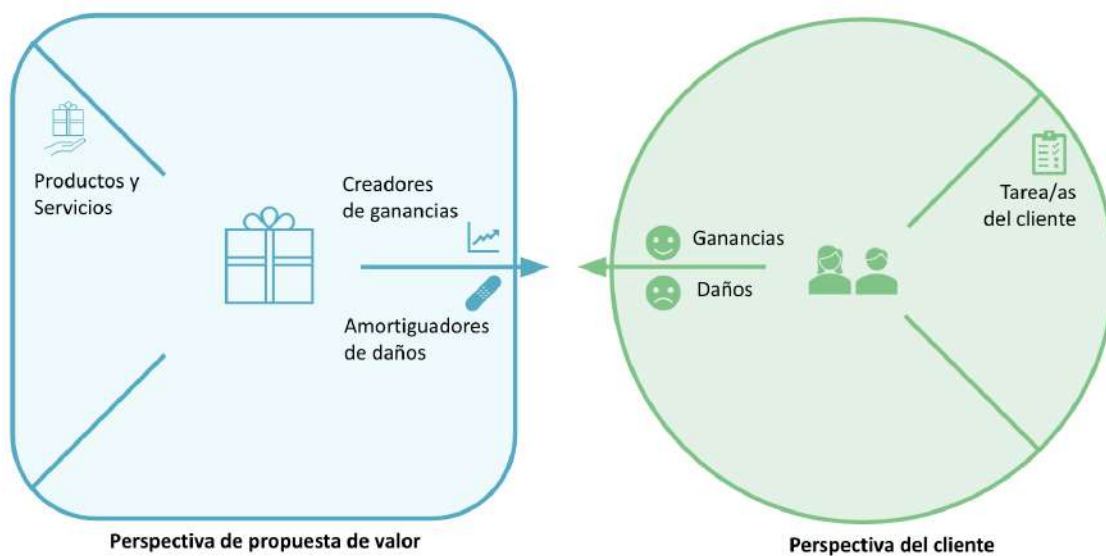 Productos y
Servicios
Creadores
de ganancias
Amortiguadores
de daños
Ganancias
Daños
Tarea/as
del cliente
Perspectiva de propuesta de valor
Perspectiva del cliente